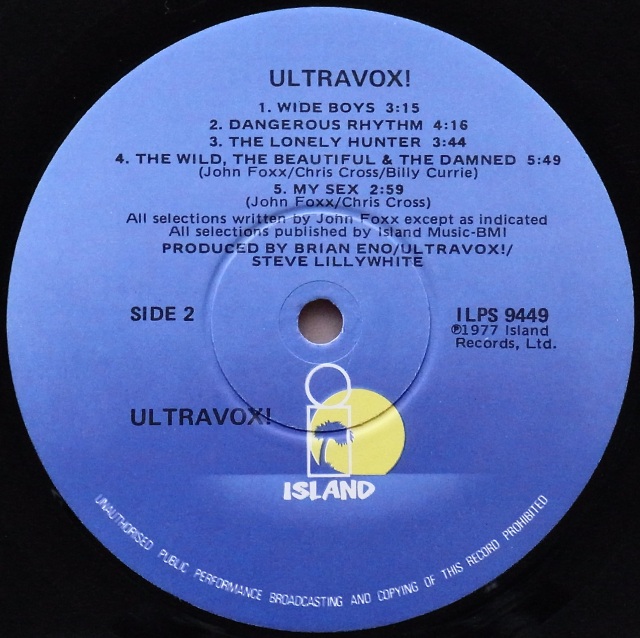 ULTRAVOX!
1. WIDE BOYS 3:15
2. DANGEROUS RHYTHM 4:16
3. THE LONELY HUNTER 3:44
4. THE WILD, THE BEAUTIFUL & THE DAMNED 5:49
(John Foxx/Chris Cross/Billy Currie)
5. MY SEX 2:59
(John Foxx/Chris Cross)
All selections written by John Foxx except as indicated
All selections published by Island Music-BMI
PRODUCED BY BRIAN ENO/ULTRAVOX!/
STEVE LILLYWHITE
SIDE 2
ILPS 9449
℗1977 Island
Records, Ltd.
ULTRAVOX!
ISLAND
UNAUTHORISED PUBLIC PERFORMANCE BROADCASTING AND COPYING OF THIS RECORD PROHIBITED